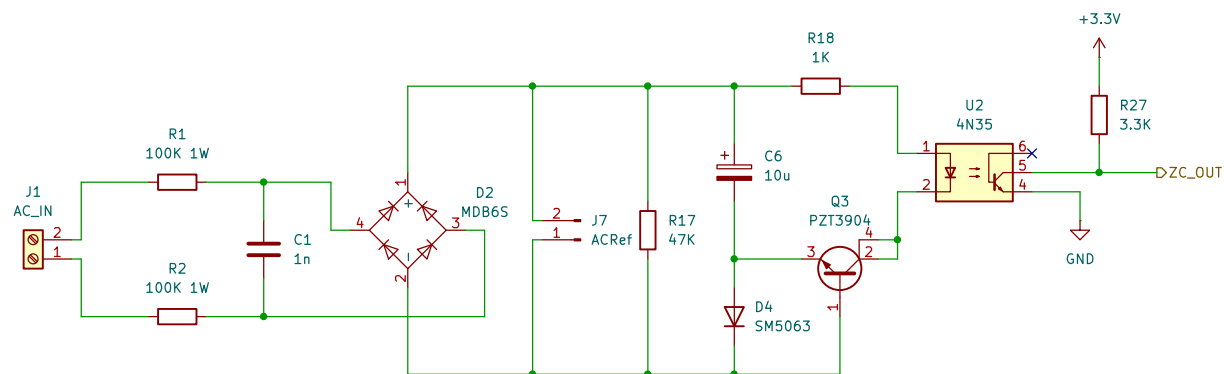 J1
AC_IN
2
1
R1
100K 1W
R2
100K 1W
C1
1n
D2
MDB6S
1
+
4
3
-
2
2
1
J7
ACRef
R17
47K
C6
10u
+
R18
1K
D4
SM5063
Q3
PZT3904
3
4
2
1
U2
4N35
1
2
6
5
4
+3.3V
R27
3.3K
ZC_OUT
GND